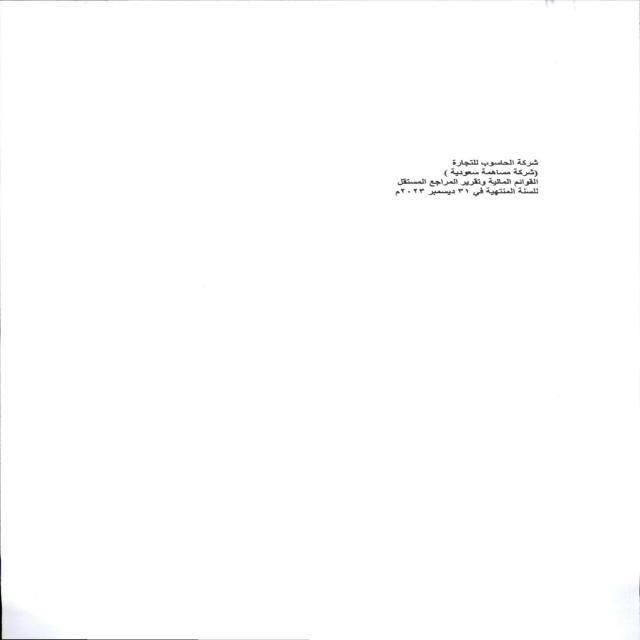 شركة الحاسوب للتجارة
(شركة مساهمة سعودية )
القوائم المالية وتقرير المراجع المستقل
للسنة المنتهية في ٣١ ديسمبر ٢٠٢٣م